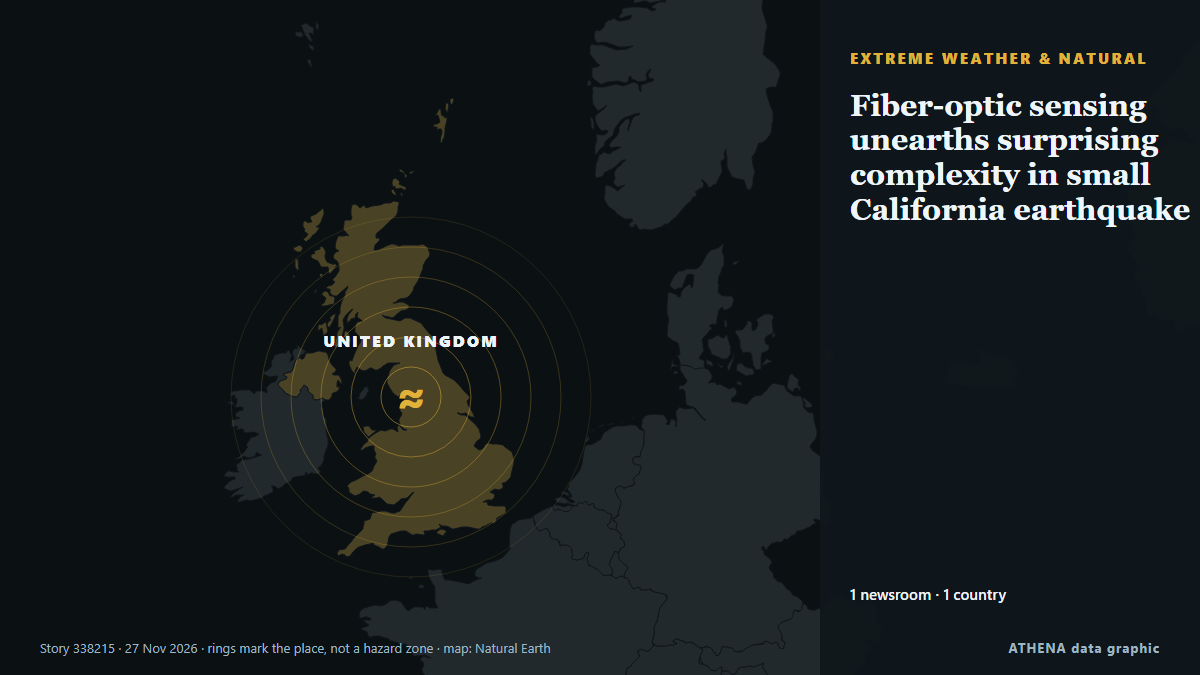 EXTREME WEATHER & NATURAL
Fiber-optic sensing
unearths surprising
complexity in small
California earthquake
UNITED KINGDOM
1 newsroom · 1 country
Story 338215 · 27 Nov 2026 · rings mark the place, not a hazard zone · map: Natural Earth
ATHENA data graphic